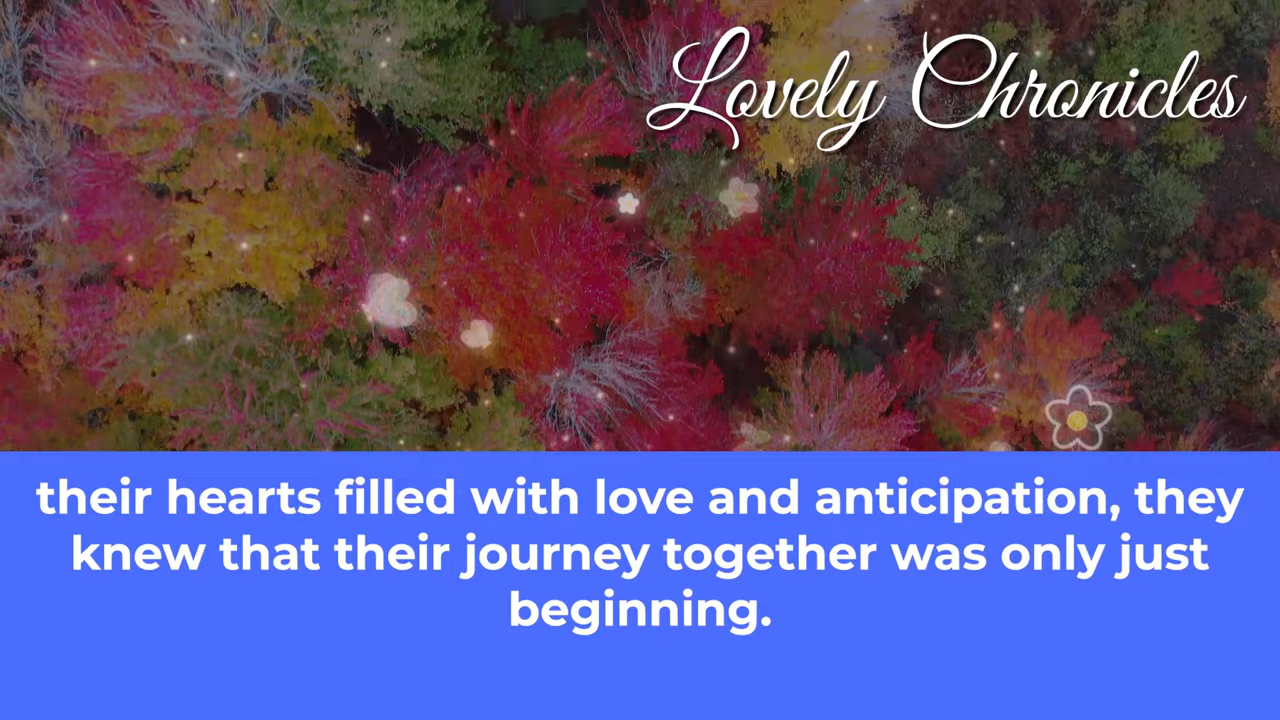 Lovely Chronicles
their hearts filled with love and anticipation, they
knew that their journey together was only just
beginning.